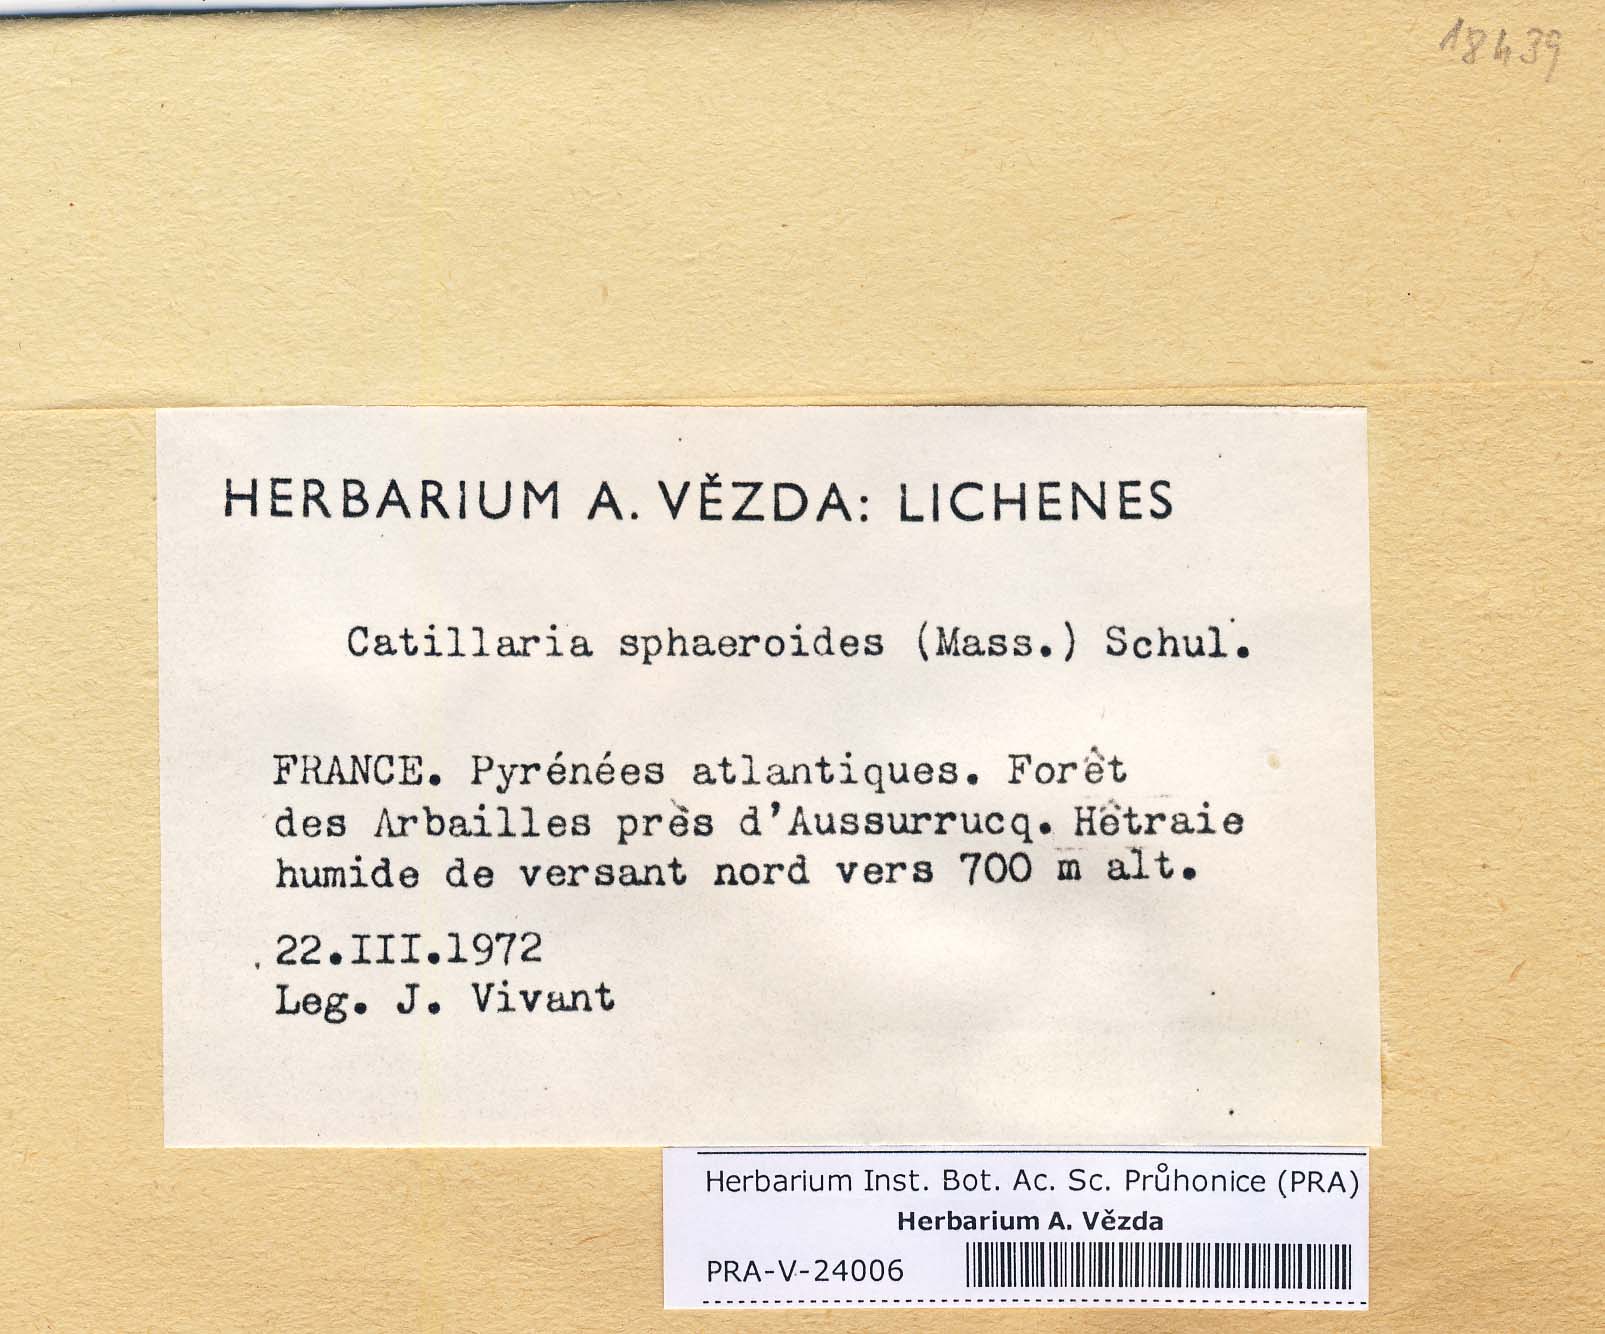 18439
HERBARIUM A. VĚZDA: LICHENES
Catillaria sphaeroides (Mass.) Schul.
FRANCE. Pyrénées atlantiques. Forêt
des Arbailles près d'Aussurrucq. Hêtraie
humide de versant nord vers 700 m alt.
22.III.1972
Leg. J. Vivant
Herbarium Inst. Bot. Ac. Sc. Průhonice (PRA)
Herbarium A. Vězda
PRA-V-24006